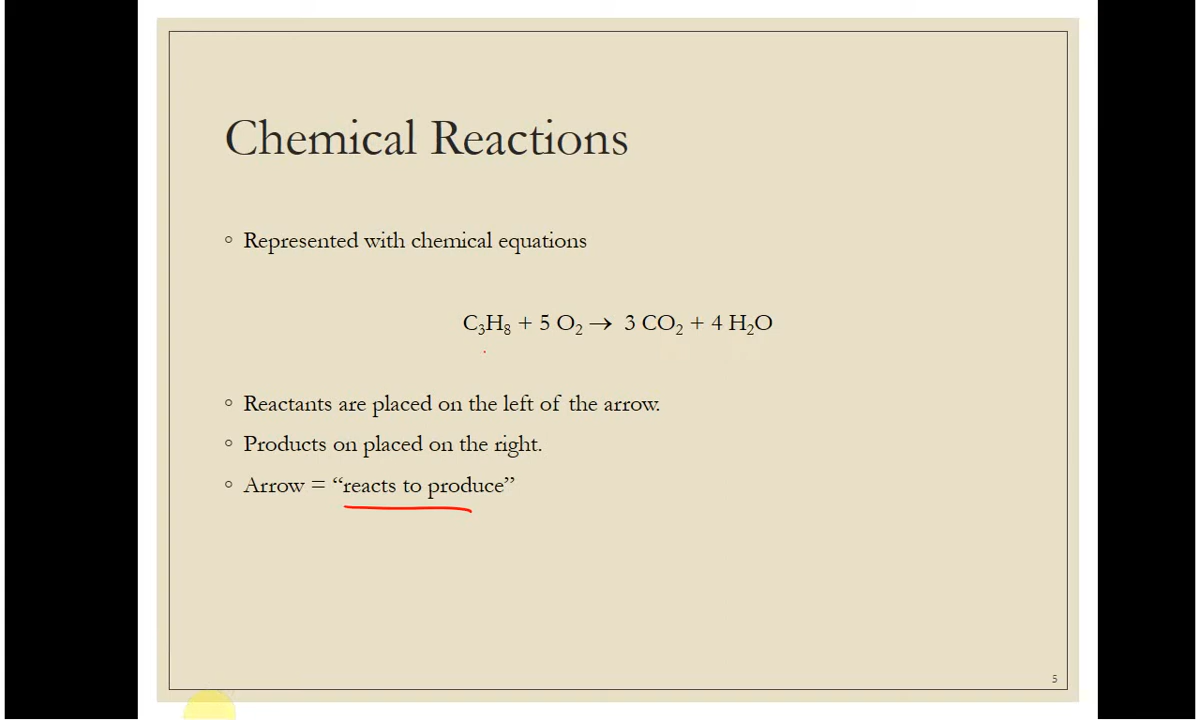 Chemical Reactions
◦ Represented with chemical equations
C₃H₈ + 5 O₂ → 3 CO₂ + 4 H₂O
◦ Reactants are placed on the left of the arrow.
◦ Products on placed on the right.
◦ Arrow = “reacts to produce”
5